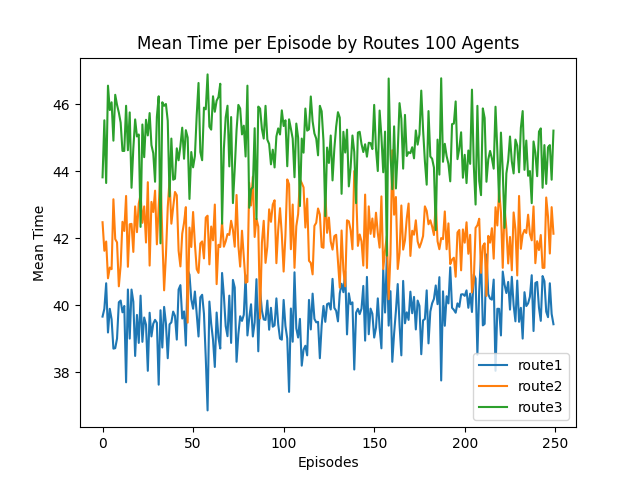 Mean Time per Episode by Routes 100 Agents
Mean Time
46
44
42
40
38
0 50 100 150 200 250
Episodes
route1
route2
route3